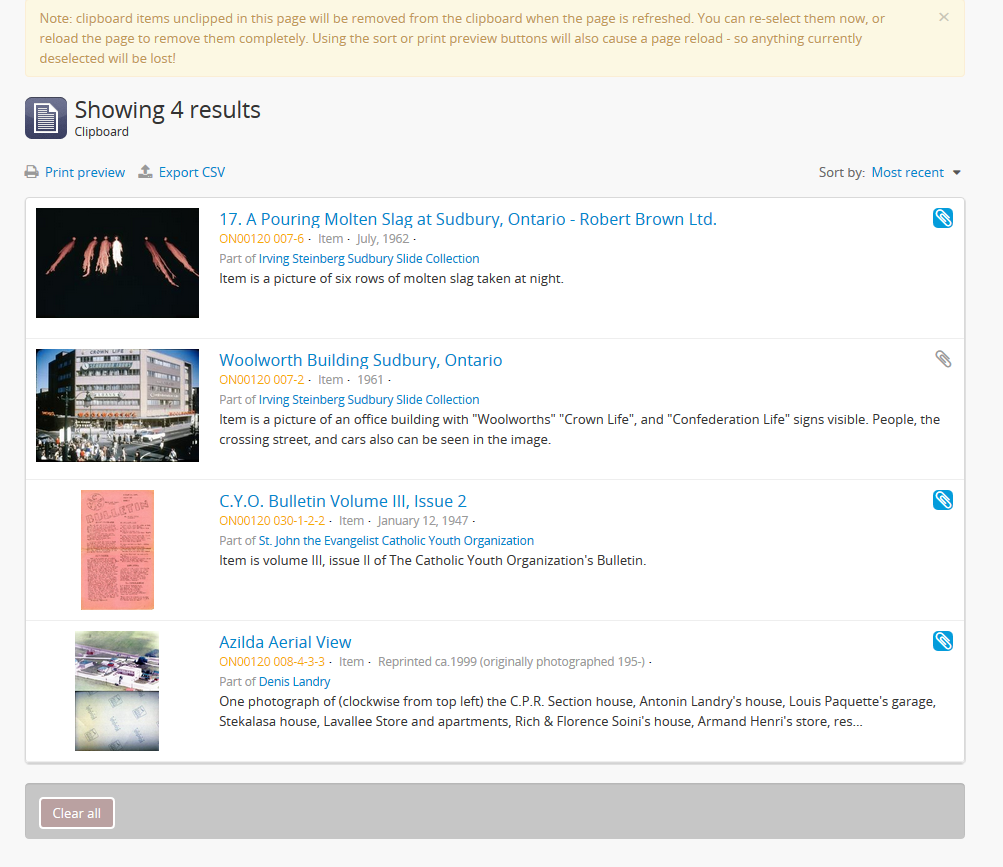 Note: clipboard items unclipped in this page will be removed from the clipboard when the page is refreshed. You can re-select them now, or
reload the page to remove them completely. Using the sort or print preview buttons will also cause a page reload - so anything currently
deselected will be lost!
×
Showing 4 results
Clipboard
Print preview Export CSV Sort by: Most recent
17. A Pouring Molten Slag at Sudbury, Ontario - Robert Brown Ltd.
ON00120 007-6 · Item · July, 1962 ·
Part of Irving Steinberg Sudbury Slide Collection
Item is a picture of six rows of molten slag taken at night.
CROWN LIFE
Woolworth Building Sudbury, Ontario
ON00120 007-2 · Item · 1961 ·
Part of Irving Steinberg Sudbury Slide Collection
Item is a picture of an office building with "Woolworths" "Crown Life", and "Confederation Life" signs visible. People, the
crossing street, and cars also can be seen in the image.
BULLETIN
C.Y.O. Bulletin Volume III, Issue 2
ON00120 030-1-2-2 · Item · January 12, 1947 ·
Part of St. John the Evangelist Catholic Youth Organization
Item is volume III, issue II of The Catholic Youth Organization's Bulletin.
Azilda Aerial View
ON00120 008-4-3-3 · Item · Reprinted ca.1999 (originally photographed 195-) ·
Part of Denis Landry
One photograph of (clockwise from top left) the C.P.R. Section house, Antonin Landry's house, Louis Paquette's garage,
Stekalasa house, Lavallee Store and apartments, Rich & Florence Soini's house, Armand Henri's store, res...
Clear all